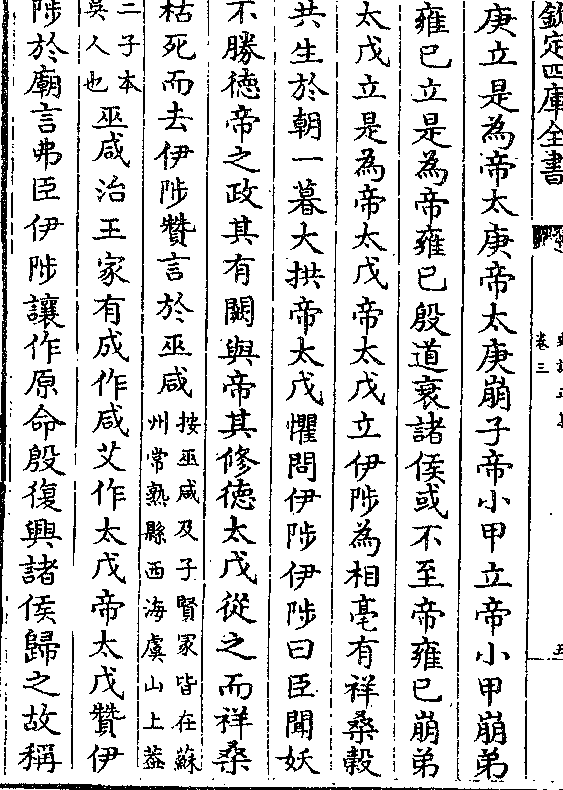 欽定四庫全書
卷三
庚立是為帝太庚帝太庚崩子帝小甲立帝小甲崩弟
雍已立是為帝雍已殷道衰諸侯或不至帝雍已崩弟
太戊立是為帝太戊帝太戊立伊陟為相亳有祥桑榖
共生於朝一暮大拱帝太戊懼問伊陟伊陟曰臣聞妖
不勝德帝之政其有闕與帝其修德太戊從之而祥桑
枯死而去伊陟贊言於巫咸按巫咸及子賢冢皆在蘇
州常熟縣西海虞山上葢
二子本
吳人也巫咸治王家有成作咸艾作太戊帝太戊贊伊
陟於廟言弗臣伊陟讓作原命殷復興諸侯歸之故稱